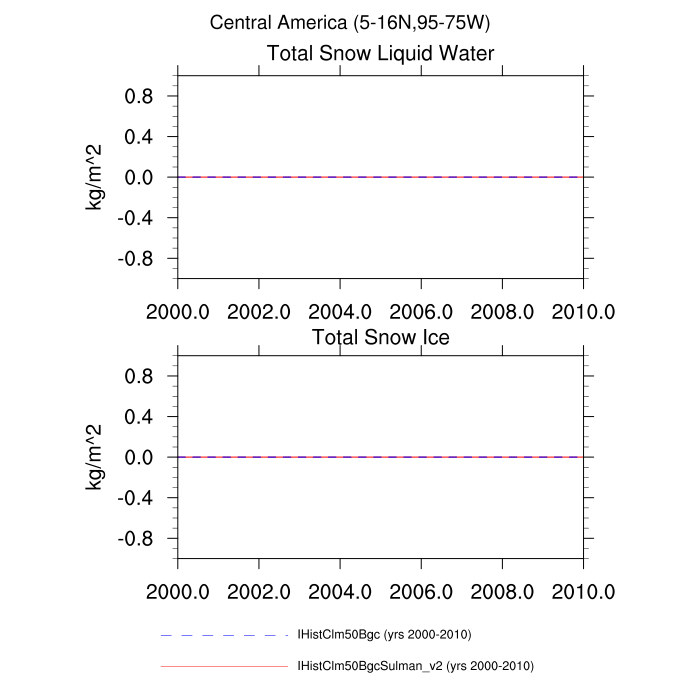 Central America (5-16N,95-75W)
Total Snow Liquid Water
0.8
0.4
0.0
-0.4
-0.8
kg/m^2
2000.0 2002.0 2004.0 2006.0 2008.0 2010.0
Total Snow Ice
0.8
0.4
0.0
-0.4
-0.8
kg/m^2
2000.0 2002.0 2004.0 2006.0 2008.0 2010.0
IHistClm50Bgc (yrs 2000-2010)
IHistClm50BgcSulman_v2 (yrs 2000-2010)